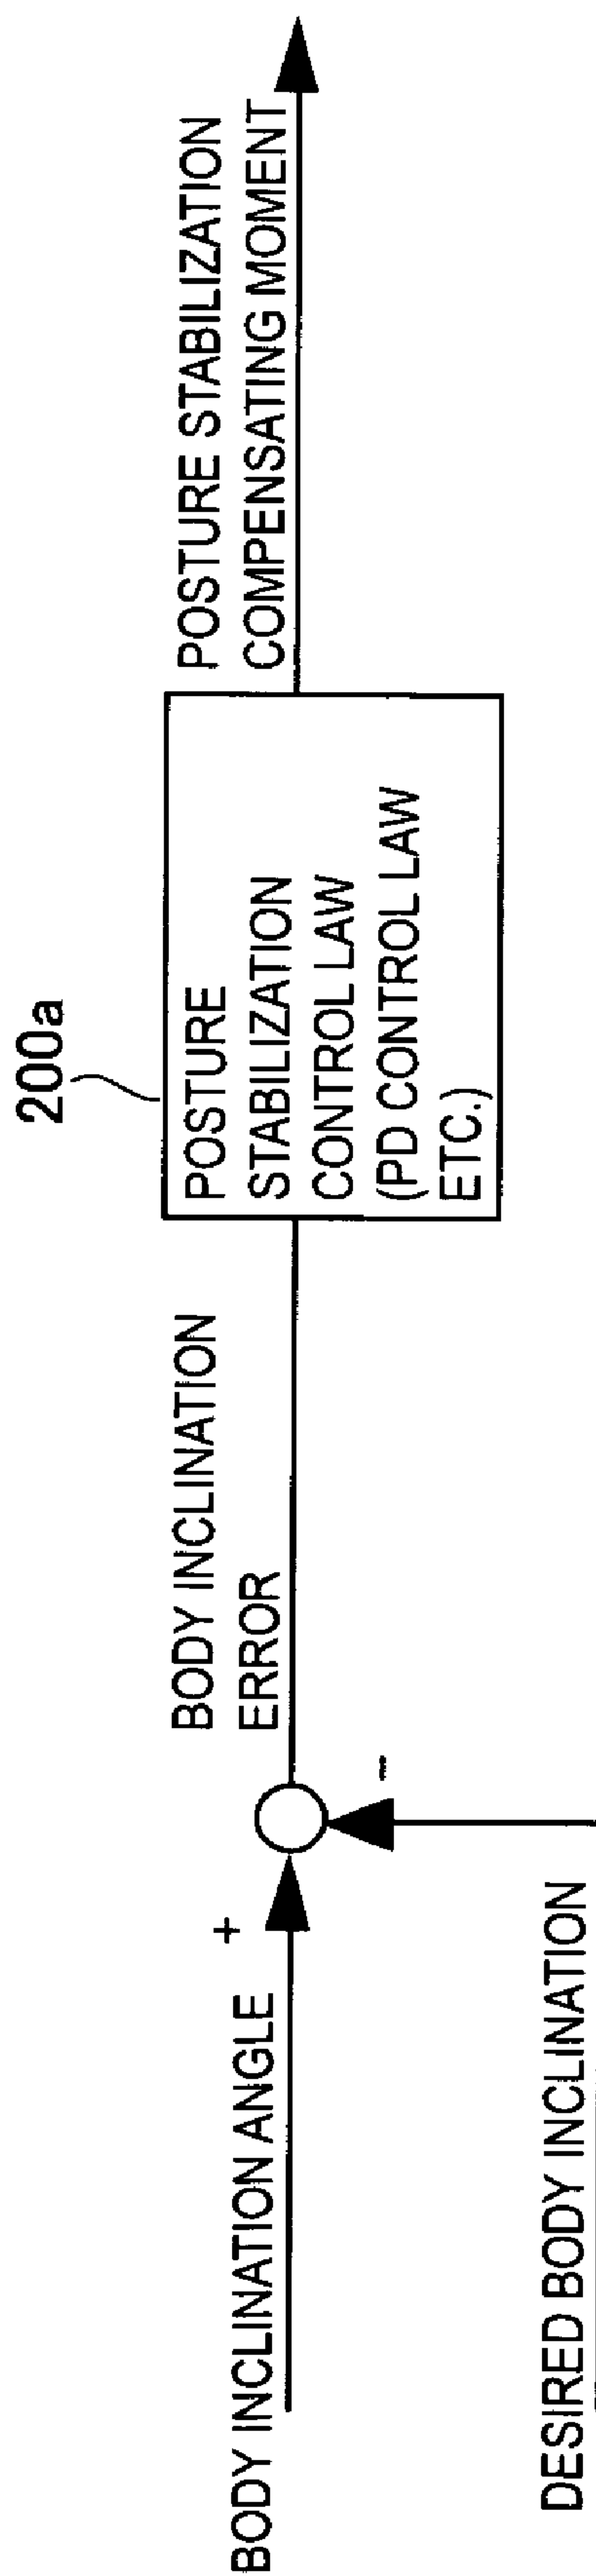 BODY INCLINATION ANGLE
+
DESIRED BODY INCLINATION
-
BODY INCLINATION
ERROR
200a
POSTURE
STABILIZATION
CONTROL LAW
(PD CONTROL LAW
ETC.)
POSTURE STABILIZATION
COMPENSATING MOMENT